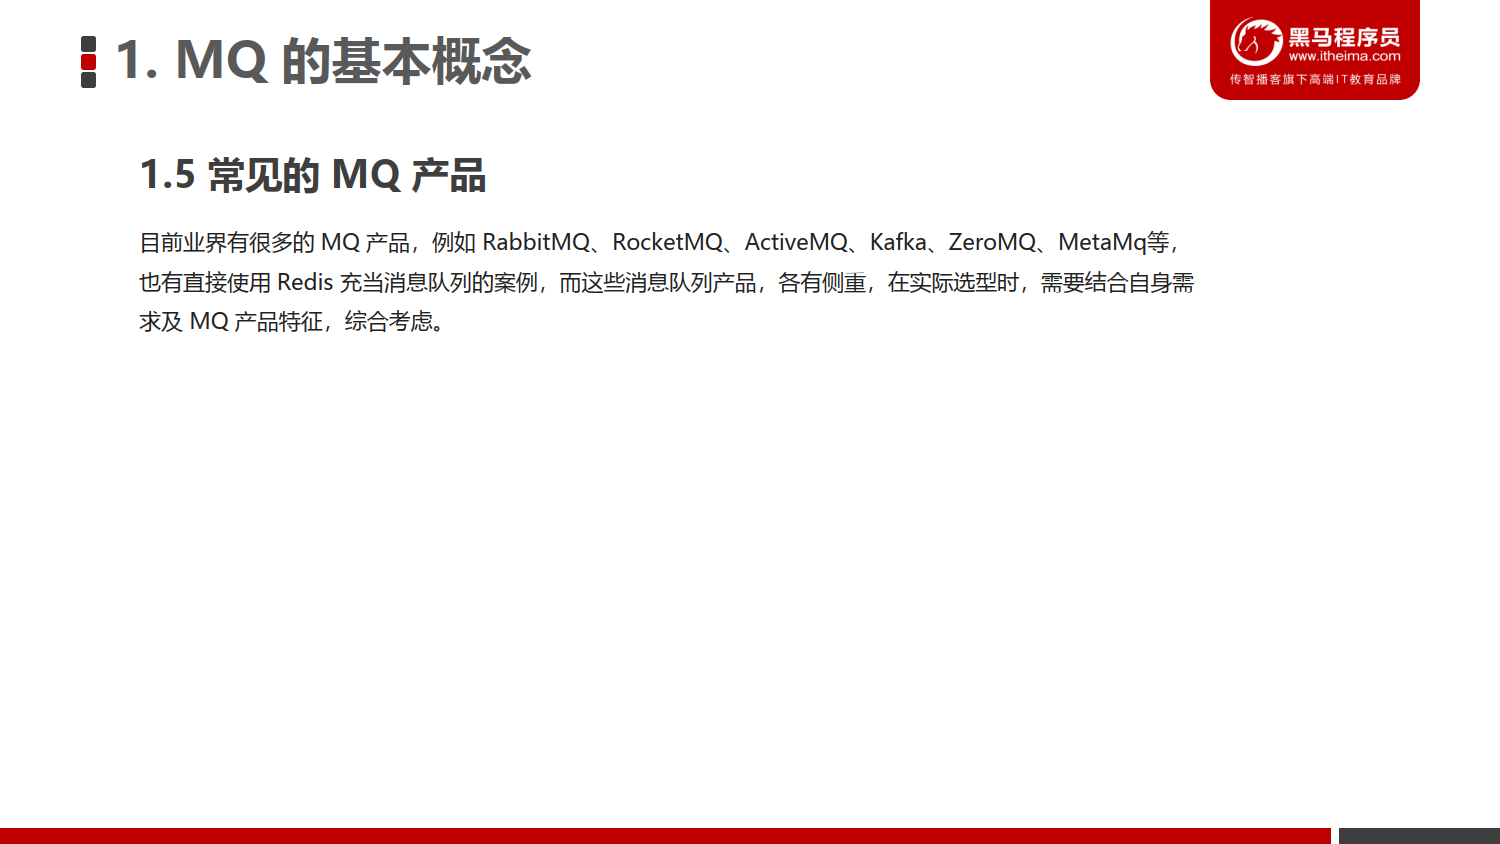 1. MQ 的基本概念
黑马程序员
www.itheima.com
传智播客旗下高端IT教育品牌
1.5 常见的 MQ 产品
目前业界有很多的 MQ 产品，例如 RabbitMQ、RocketMQ、ActiveMQ、Kafka、ZeroMQ、MetaMq等，
也有直接使用 Redis 充当消息队列的案例，而这些消息队列产品，各有侧重，在实际选型时，需要结合自身需
求及 MQ 产品特征，综合考虑。